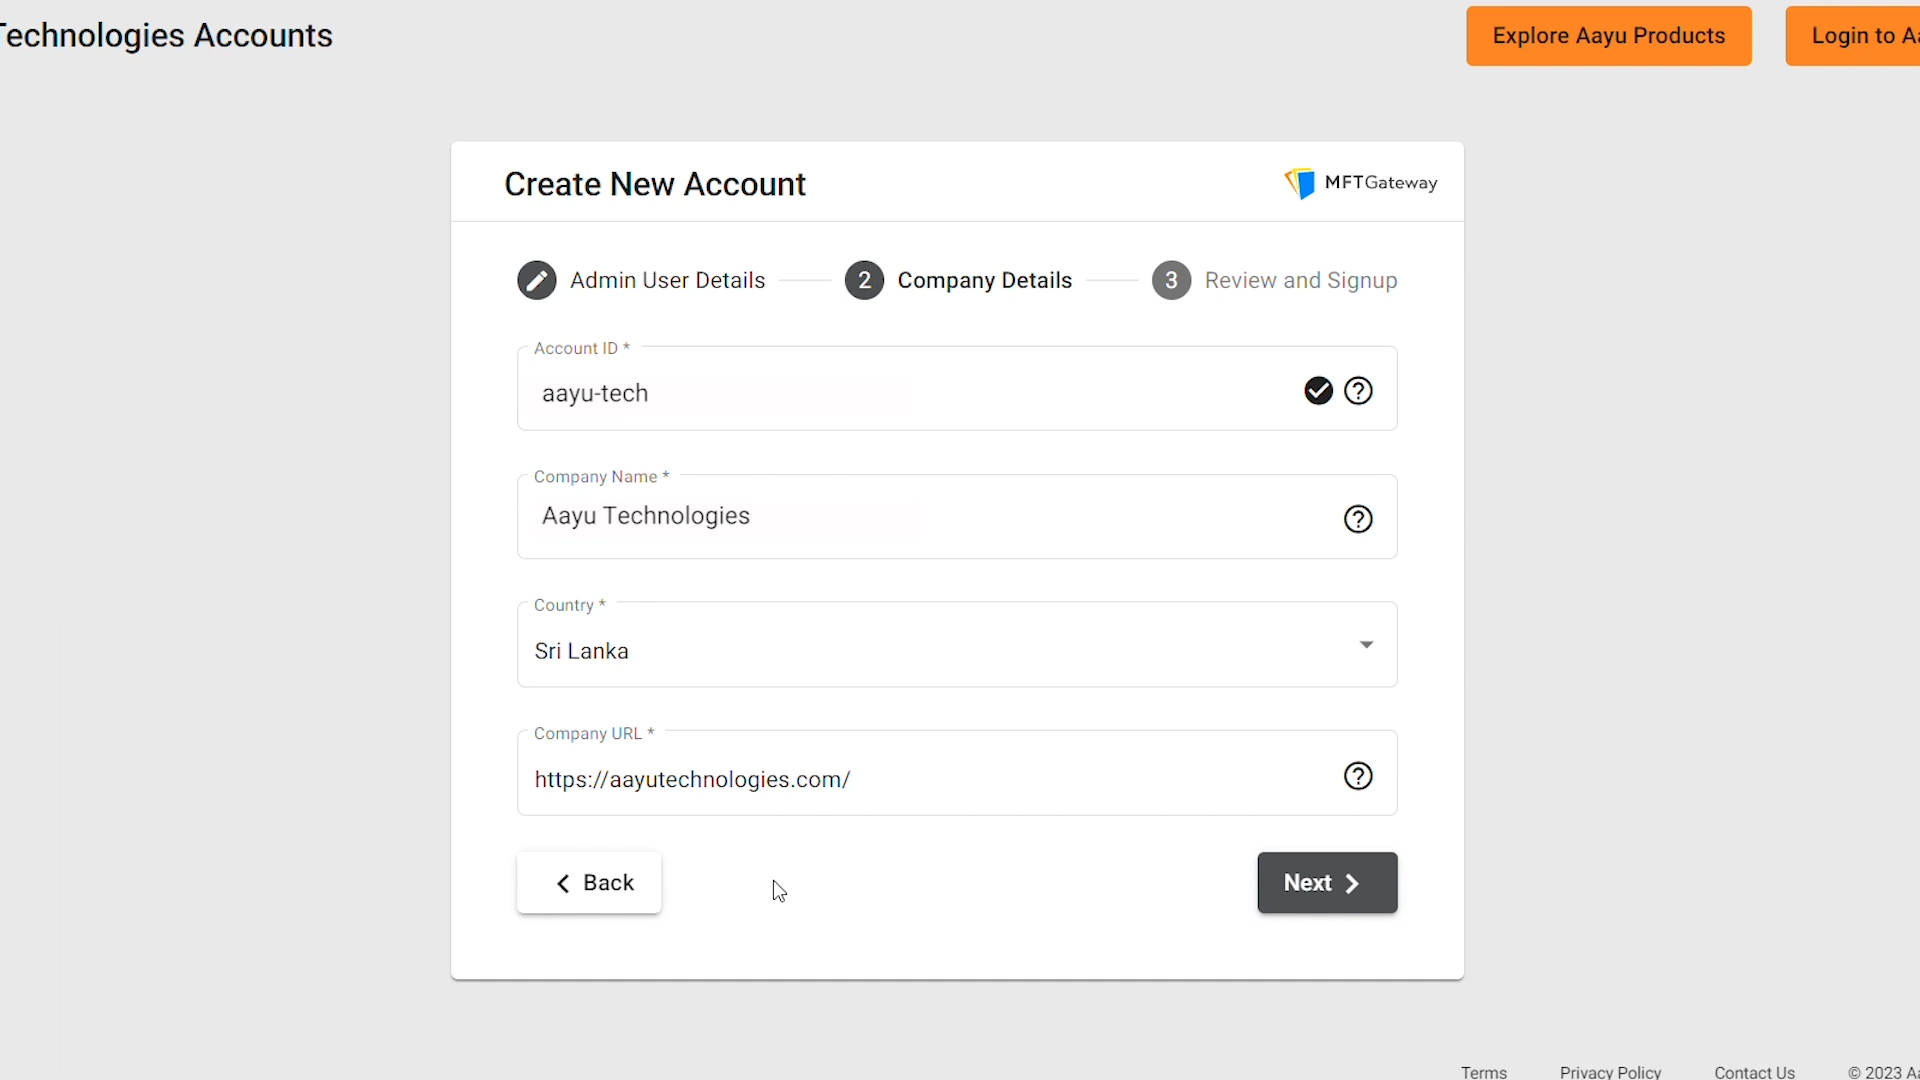 Technologies Accounts
Explore Aayu Products
Login to Aa
Create New Account
MFTGateway
Admin User Details
2 Company Details
3 Review and Signup
Account ID *
aayu-tech
Company Name *
Aayu Technologies
Country *
Sri Lanka
Company URL *
https://aayutechnologies.com/
Back
Next
Terms
Privacy Policy
Contact Us
© 2023 Aa